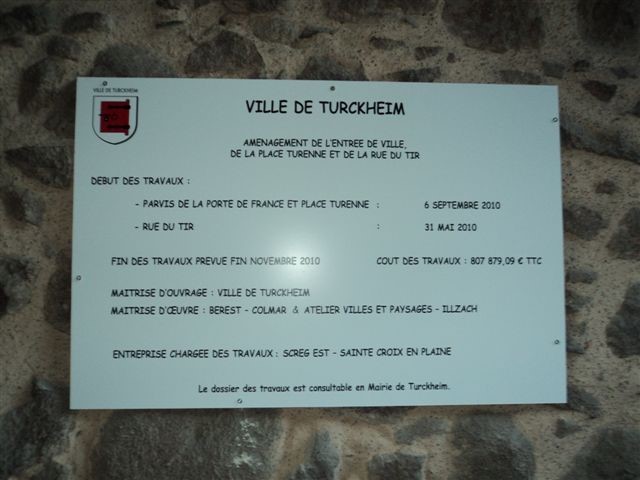 VILLE DE TURCKHEIM
VILLE DE TURCKHEIM
AMENAGEMENT DE L'ENTREE DE VILLE,
DE LA PLACE TURENNE ET DE LA RUE DU TIR
DEBUT DES TRAVAUX :
- PARVIS DE LA PORTE DE FRANCE ET PLACE TURENNE : 6 SEPTEMBRE 2010
- RUE DU TIR : 31 MAI 2010
FIN DES TRAVAUX PREVUE FIN NOVEMBRE 2010 COUT DES TRAVAUX : 807 879,09 € TTC
MAITRISE D'OUVRAGE : VILLE DE TURCKHEIM
MAITRISE D'ŒUVRE : BEREST - COLMAR & ATELIER VILLES ET PAYSAGES - ILLZACH
ENTREPRISE CHARGEE DES TRAVAUX : SCREG EST - SAINTE CROIX EN PLAINE
Le dossier des travaux est consultable en Mairie de Turckheim.